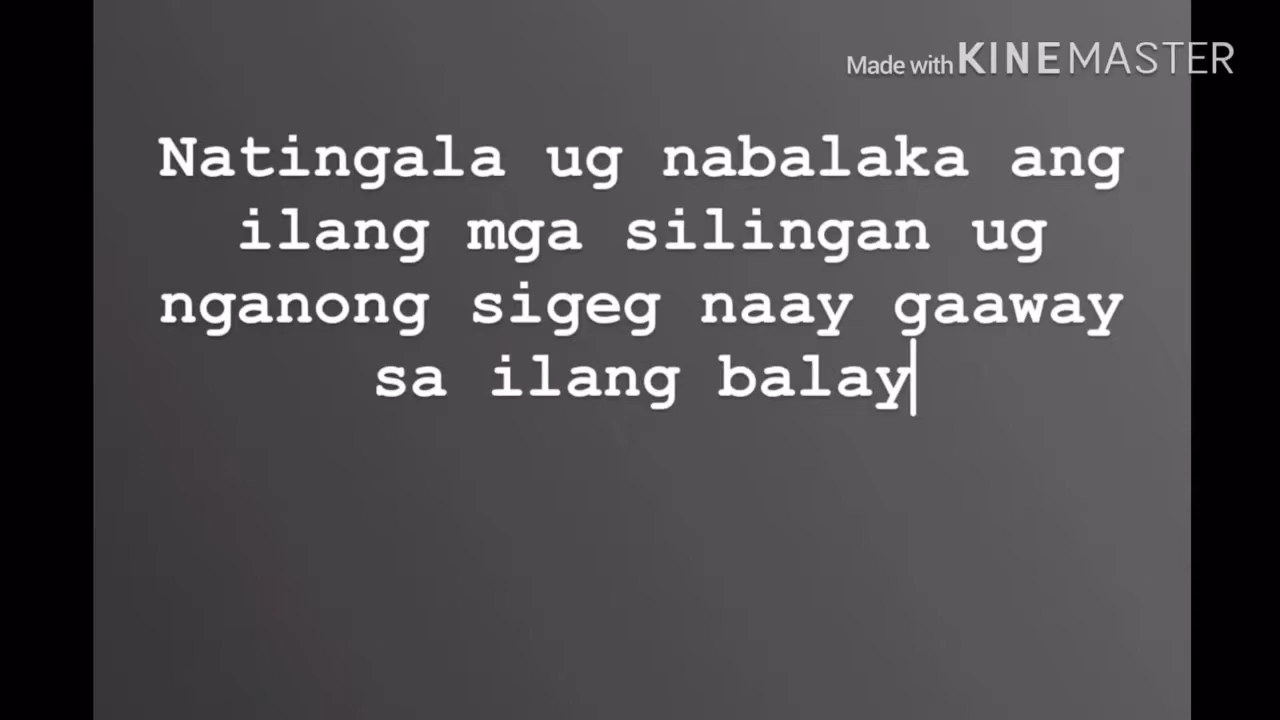 Made with KINEMASTER
Natingala ug nabalaka ang
ilang mga silingan ug
nganong sigeg naay gaaway
sa ilang balay